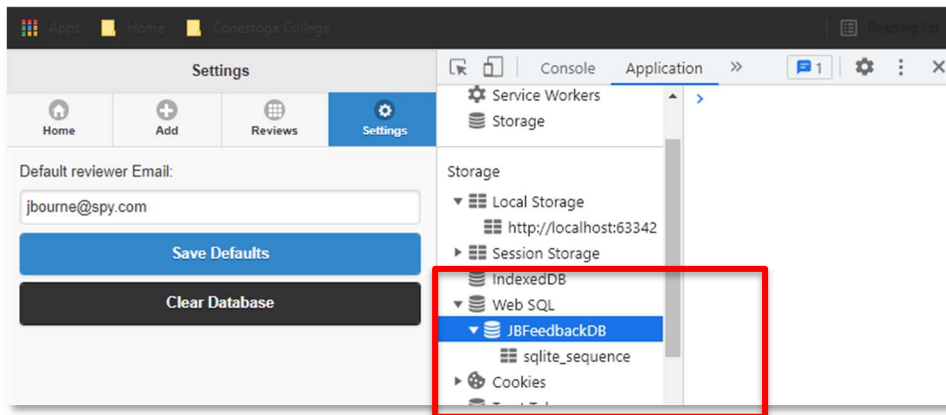 Apps Home Conestoga College Reading list
Settings
Home Add Reviews Settings
Default reviewer Email:
jbourne@spy.com
Save Defaults
Clear Database
Console Application » 1
Service Workers
Storage
Storage
Local Storage
http://localhost:63342
Session Storage
IndexedDB
Web SQL
JBFeedbackDB
sqlite_sequence
Cookies